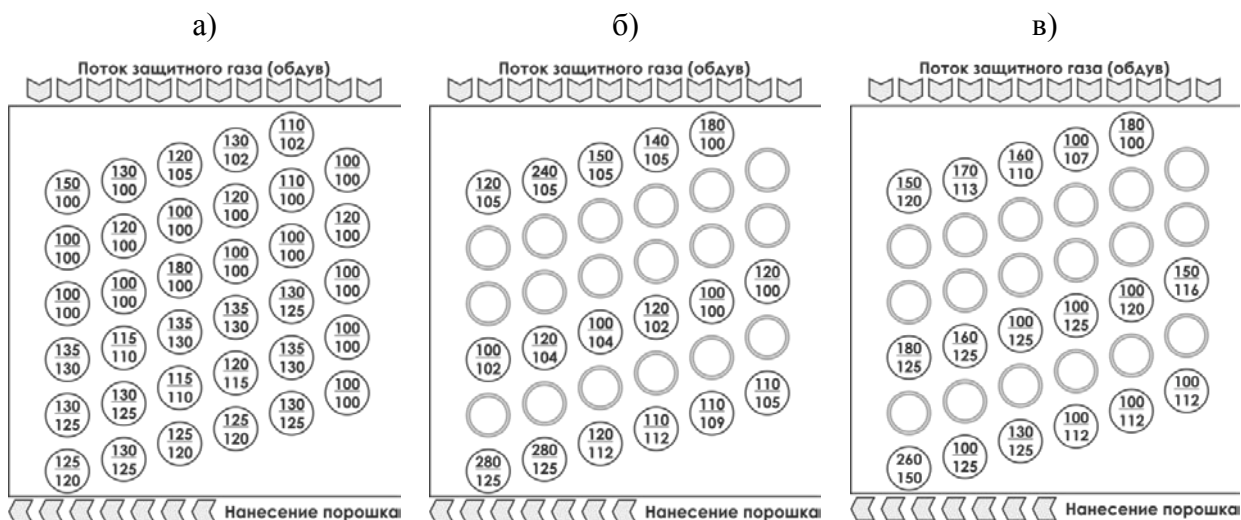 а)
Поток защитного газа (обдув)
150 130 120 130 110
100 100 105 102 102
100 120 100 120 110 100
100 100 100 100 100 100
100 100 180 100 100 120
100 100 100 100 100 100
135 115 135 135 130 100
130 110 130 130 125 100
130 130 115 120 135 100
125 125 110 115 130 100
125 130 125 125 130 100
120 125 120 120 125 100
Нанесение порошка
б)
Поток защитного газа (обдув)
120 240 150 140 180
105 105 105 105 100
100 120 100 120 100 120
102 104 104 102 100 100
280 280 120 110 110 110
125 125 112 112 109 105
Нанесение порошка
в)
Поток защитного газа (обдув)
150 170 160 100 180
120 113 110 107 100
180 160 100 100 100 150
125 125 125 125 120 116
260 100 130 100 100 100
150 125 125 112 112 112
Нанесение порошка